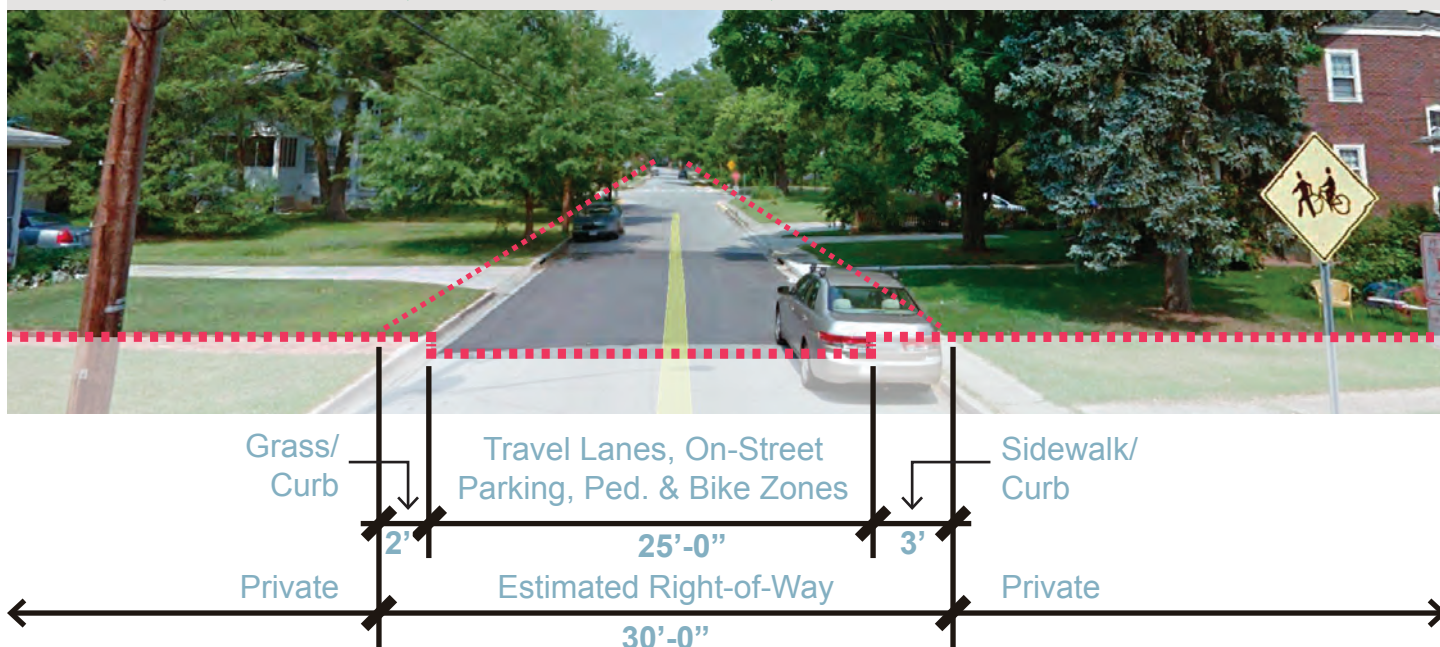 Grass/
Curb
Travel Lanes, On-Street
Parking, Ped. & Bike Zones
Sidewalk/
Curb
2’
25’-0”
3’
Private
Estimated Right-of-Way
Private
30’-0”